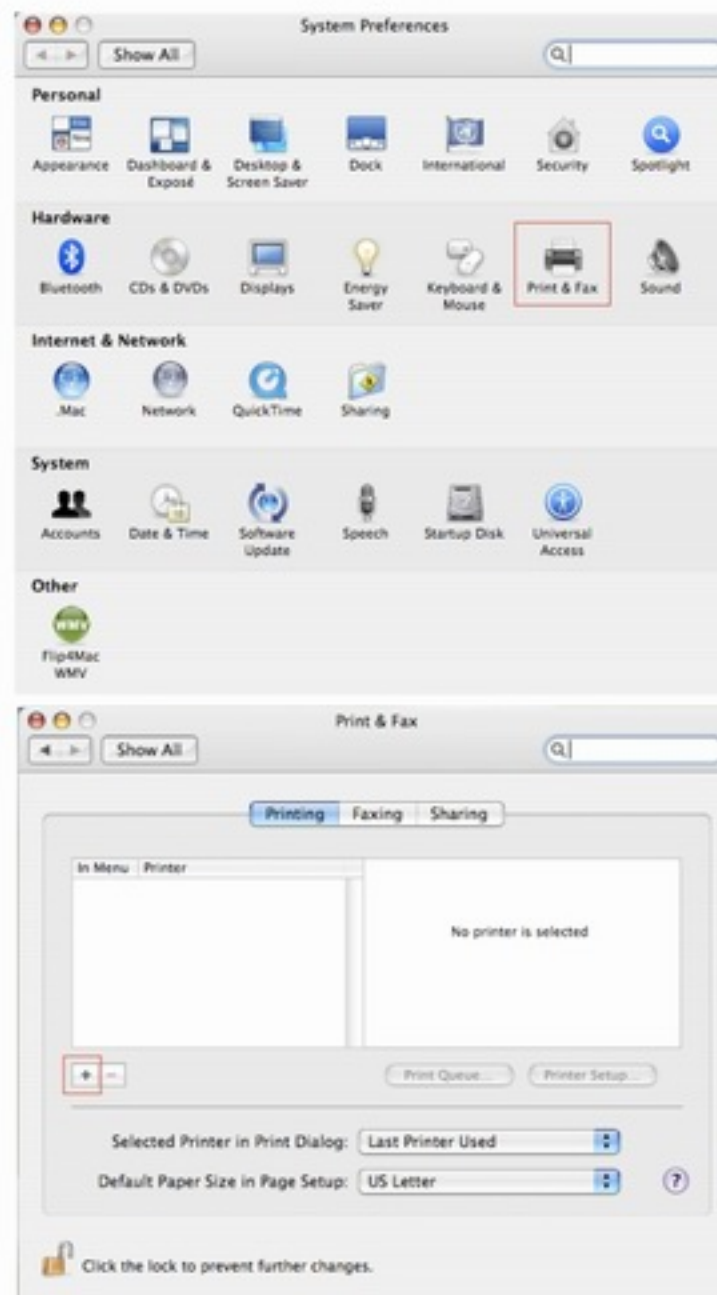 System Preferences
Show All
Personal
Appearance
Dashboard &
Exposé
Desktop &
Screen Saver
Dock
International
Security
Spotlight
Hardware
Bluetooth
CDs & DVDs
Displays
Energy
Saver
Keyboard &
Mouse
Print & Fax
Sound
Internet & Network
.Mac
Network
QuickTime
Sharing
System
Accounts
Date & Time
Software
Update
Speech
Startup Disk
Universal
Access
Other
WMV
Flip4Mac
WMV
Print & Fax
Show All
Printing Faxing Sharing
In Menu Printer
No printer is selected
+ −
Print Queue... Printer Setup...
Selected Printer in Print Dialog: Last Printer Used
Default Paper Size in Page Setup: US Letter
?
Click the lock to prevent further changes.